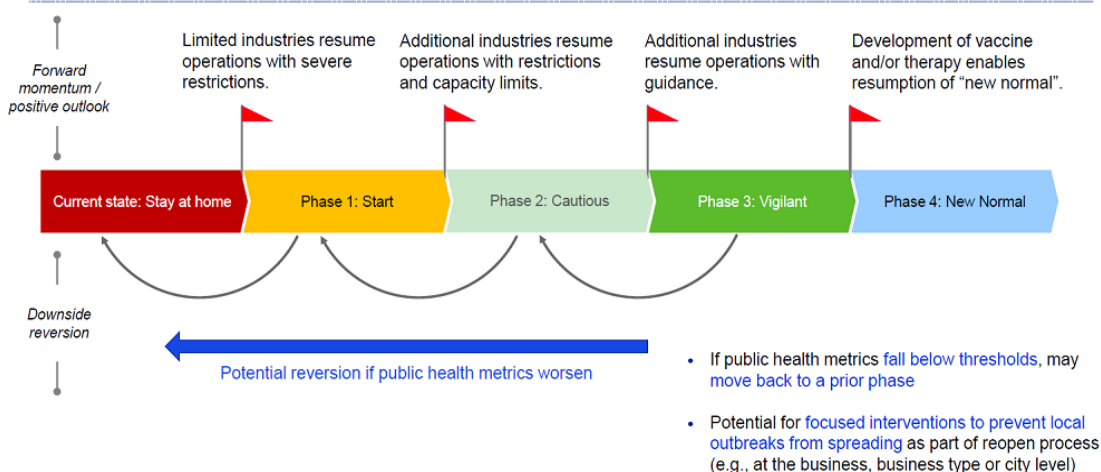 Forward
momentum /
positive outlook
Limited industries resume
operations with severe
restrictions.
Additional industries resume
operations with restrictions
and capacity limits.
Additional industries
resume operations with
guidance.
Development of vaccine
and/or therapy enables
resumption of “new normal”.
Current state: Stay at home
Phase 1: Start
Phase 2: Cautious
Phase 3: Vigilant
Phase 4: New Normal
Downside
reversion
Potential reversion if public health metrics worsen
• If public health metrics fall below thresholds, may
move back to a prior phase
• Potential for focused interventions to prevent local
outbreaks from spreading as part of reopen process
(e.g., at the business, business type or city level)